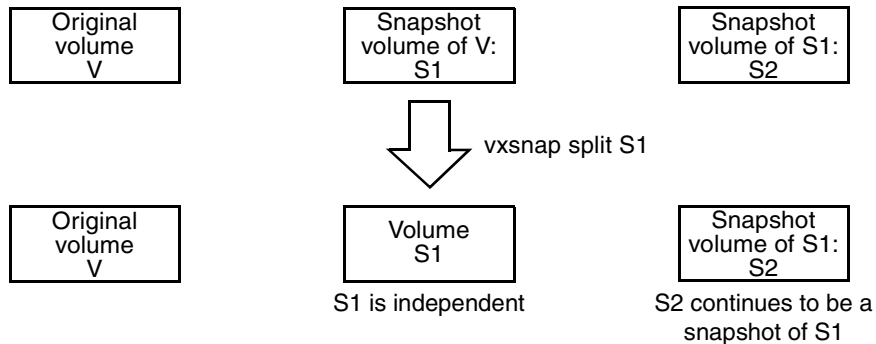 Original
volume
V
Snapshot
volume of V:
S1
Snapshot
volume of S1:
S2
vxsnap split S1
Original
volume
V
Volume
S1
Snapshot
volume of S1:
S2
S1 is independent
S2 continues to be a
snapshot of S1